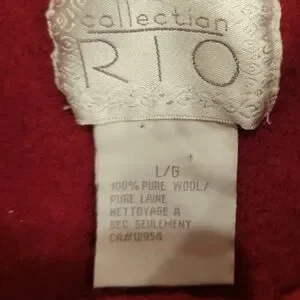 collection
RIO
L/G
100% PURE WOOL/
PURE LAINE
NETTOYAGE A
SEC SEULEMENT
CA#12954